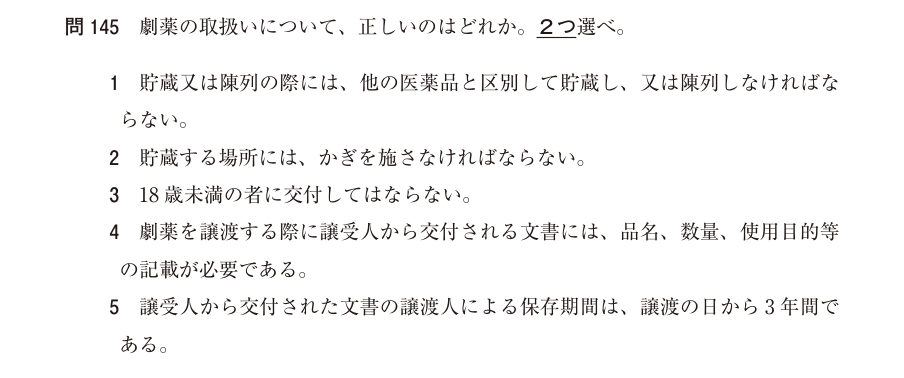 問 145　劇薬の取扱いについて、正しいのはどれか。２つ選べ。
1　貯蔵又は陳列の際には、他の医薬品と区別して貯蔵し、又は陳列しなければな
らない。
2　貯蔵する場所には、かぎを施さなければならない。
3　18 歳未満の者に交付してはならない。
4　劇薬を譲渡する際に譲受人から交付される文書には、品名、数量、使用目的等
の記載が必要である。
5　譲受人から交付された文書の譲渡人による保存期間は、譲渡の日から 3 年間で
ある。